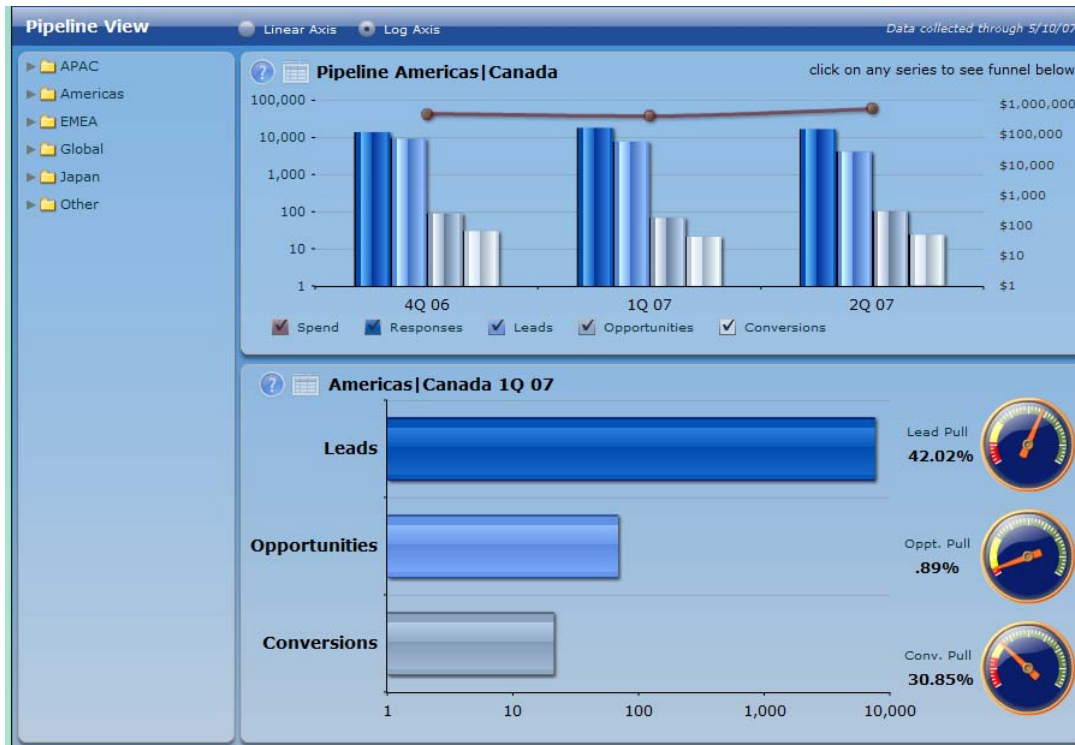 Pipeline View
Linear Axis
Log Axis
Data collected through 5/10/07
APAC
Americas
EMEA
Global
Japan
Other
? Pipeline Americas|Canada
click on any series to see funnel below
100,000
10,000
1,000
100
10
1
$1,000,000
$100,000
$10,000
$1,000
$100
$10
$1
4Q 06 1Q 07 2Q 07
Spend Responses Leads Opportunities Conversions
? Americas|Canada 1Q 07
Leads
Opportunities
Conversions
1 10 100 1,000 10,000
Lead Pull
42.02%
Oppt. Pull
.89%
Conv. Pull
30.85%